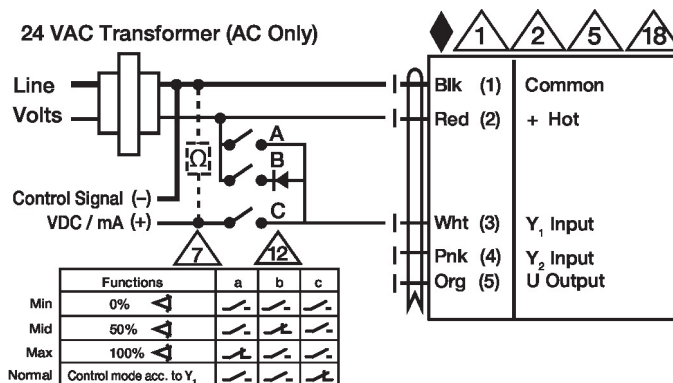 24 VAC Transformer (AC Only)
1 2 5 18
Line
Volts
Blk (1) Common
Red (2) + Hot
A
Ω
B
Control Signal (–)
VDC / mA (+)
C
Wht (3) Y₁ Input
Pnk (4) Y₂ Input
Org (5) U Output
7 12
Functions a b c
Min 0%
Mid 50%
Max 100%
Normal Control mode acc. to Y₁